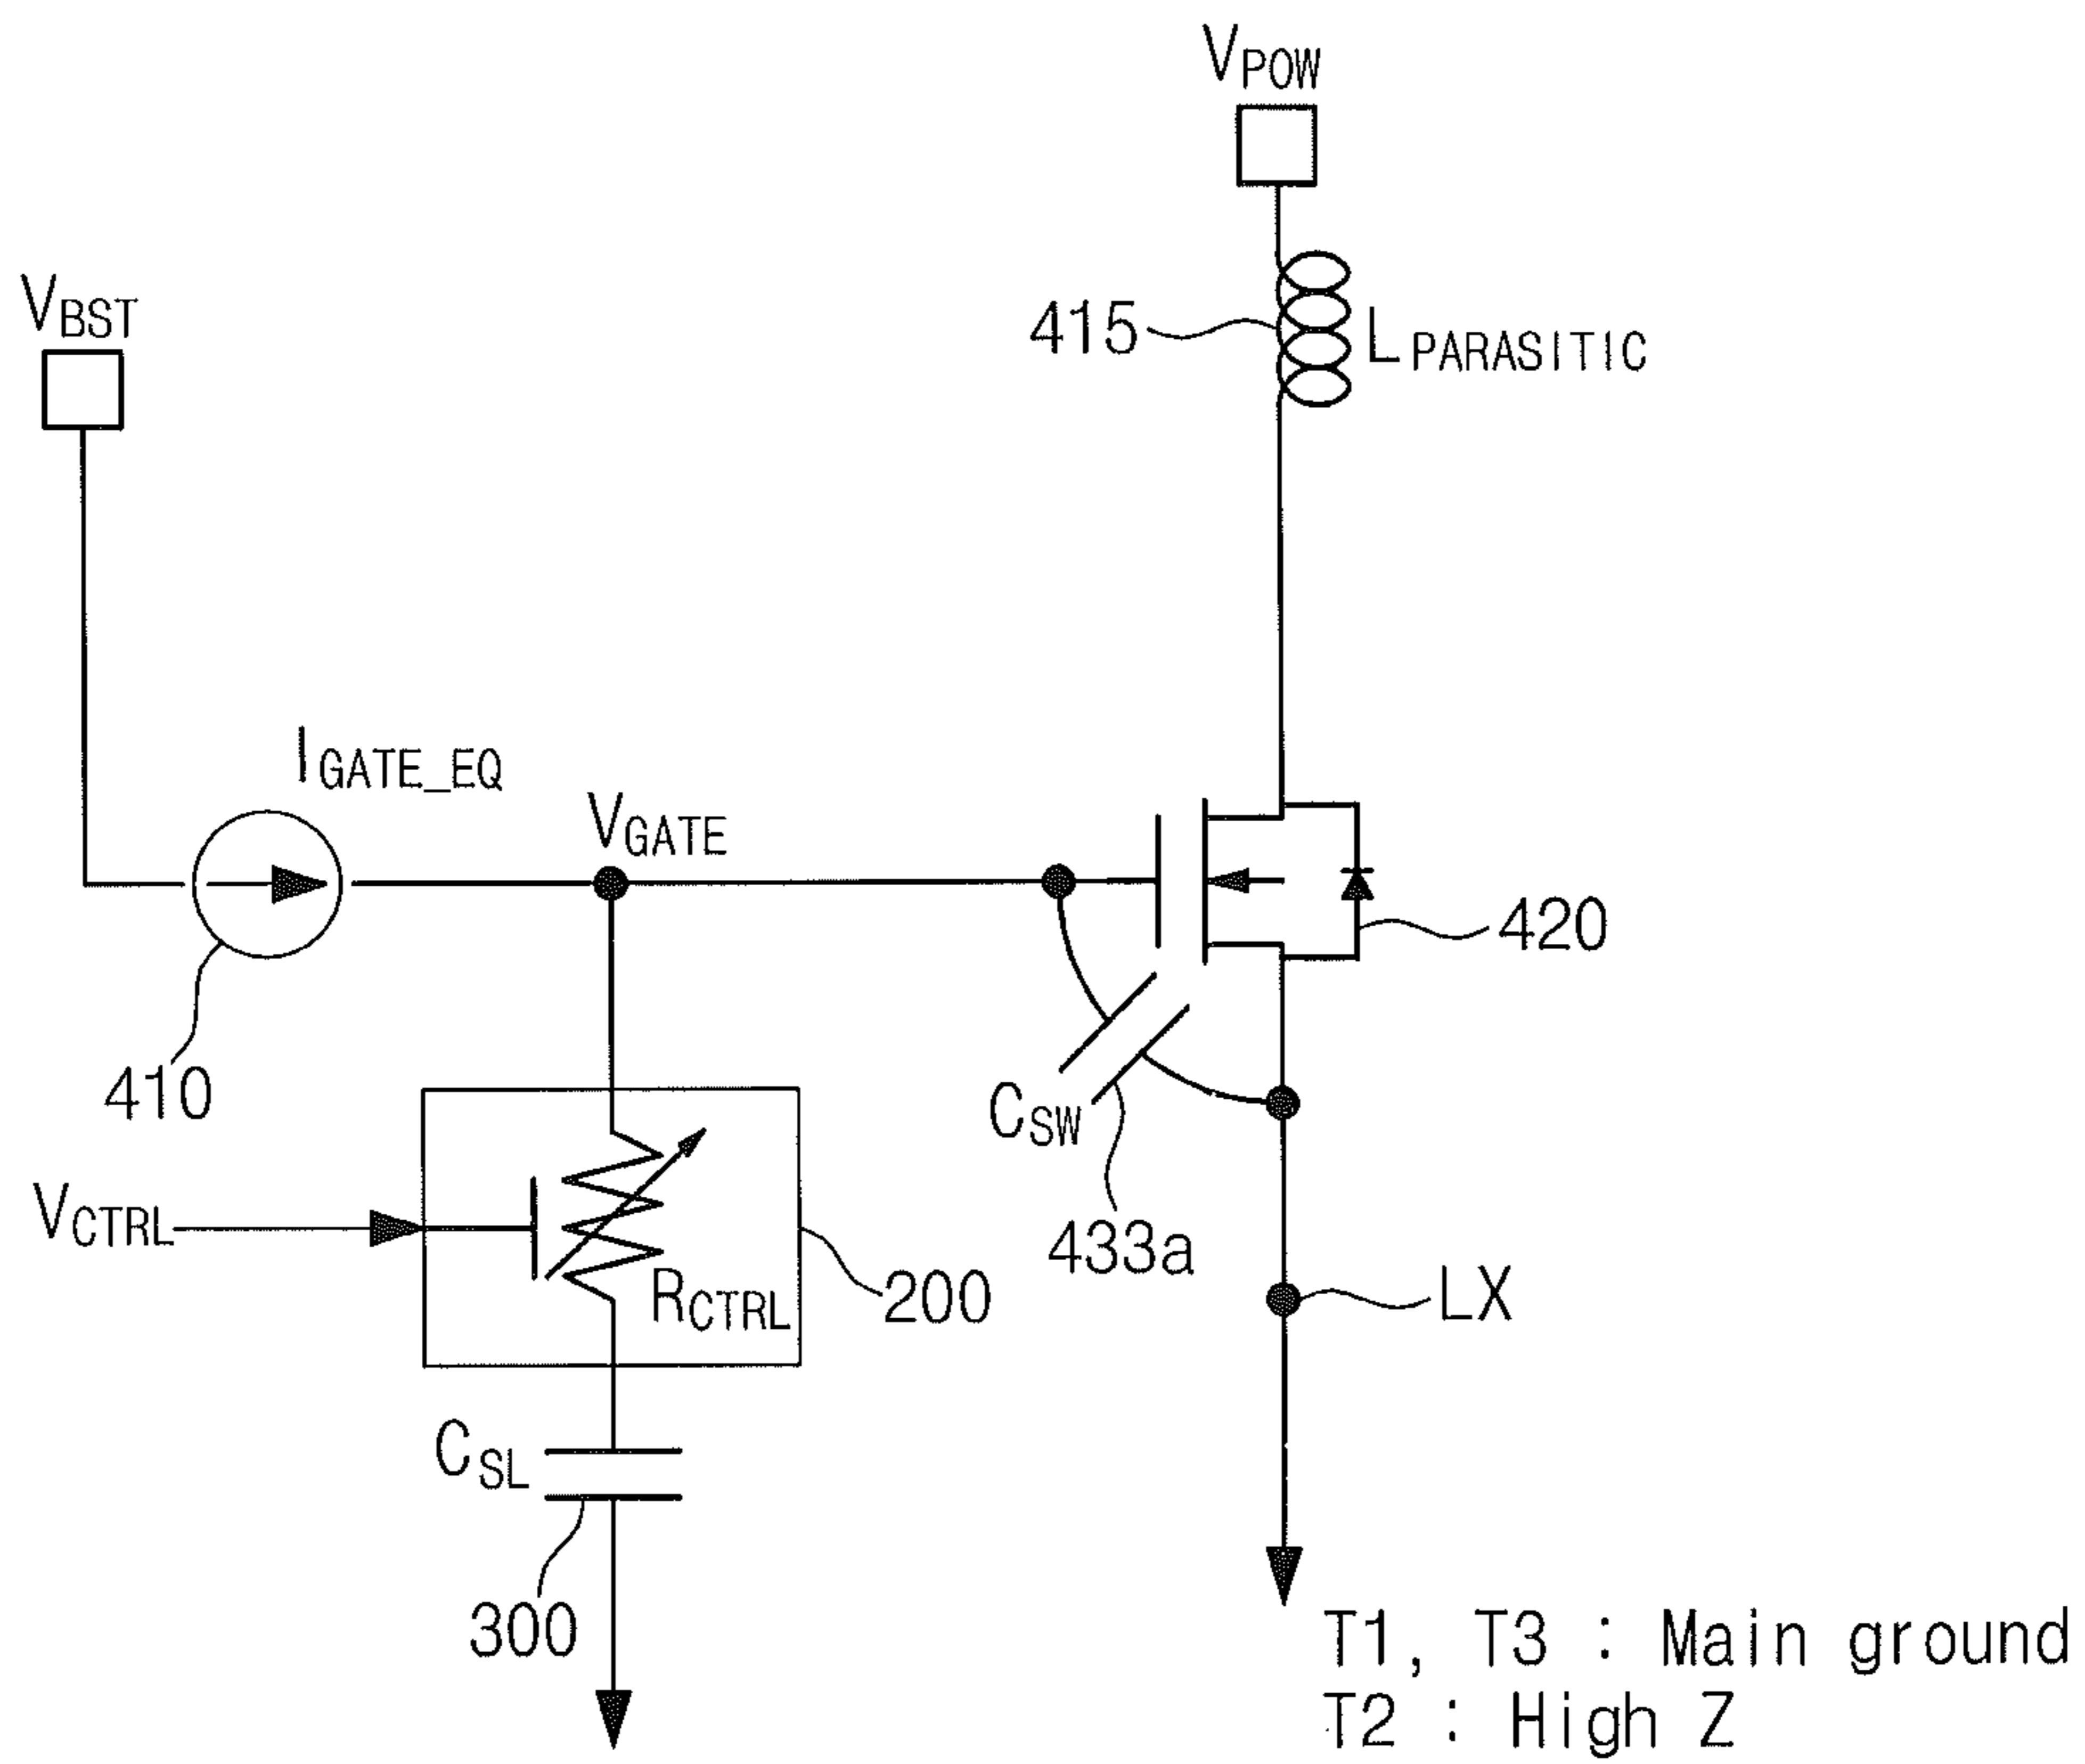 VPOW
VBST
415
LPARASITIC
IGATE_EQ
VGATE
420
410
CSW
VCTRL
433a
RCTRL
200
LX
CSL
300
T1, T3 : Main ground
T2 : High Z